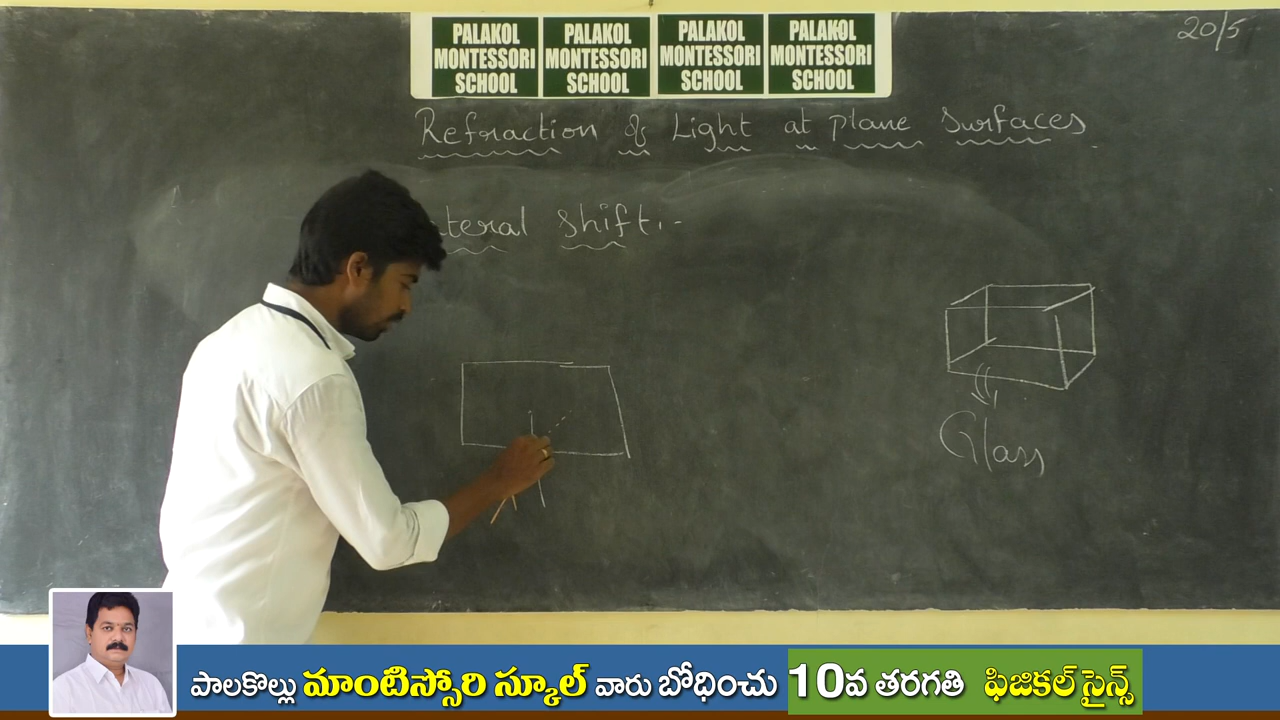 PALAKOL MONTESSORI SCHOOL
PALAKOL MONTESSORI SCHOOL
PALAKOL MONTESSORI SCHOOL
PALAKOL MONTESSORI SCHOOL
20/5
Refraction of Light at plane surfaces
teral shift:-
Glass
పాలకొల్లు మాంటిస్సోరి స్కూల్ వారు బోధించు 10వ తరగతి ఫిజికల్ సైన్స్